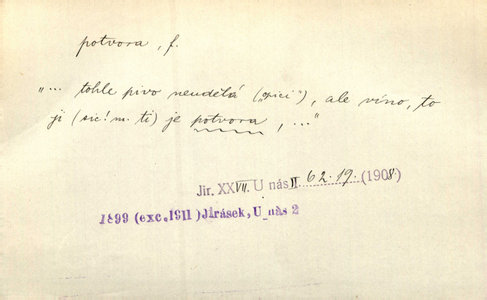 potvora, f.
"... tohle pivo neudělá („opici"), ale víno, to
ji (sic! m. ti) je potvora, ..."
Jir. XXVII. U nás II 62.19. (1908.)
1899 (exc. 1911) Jirásek, U nás 2